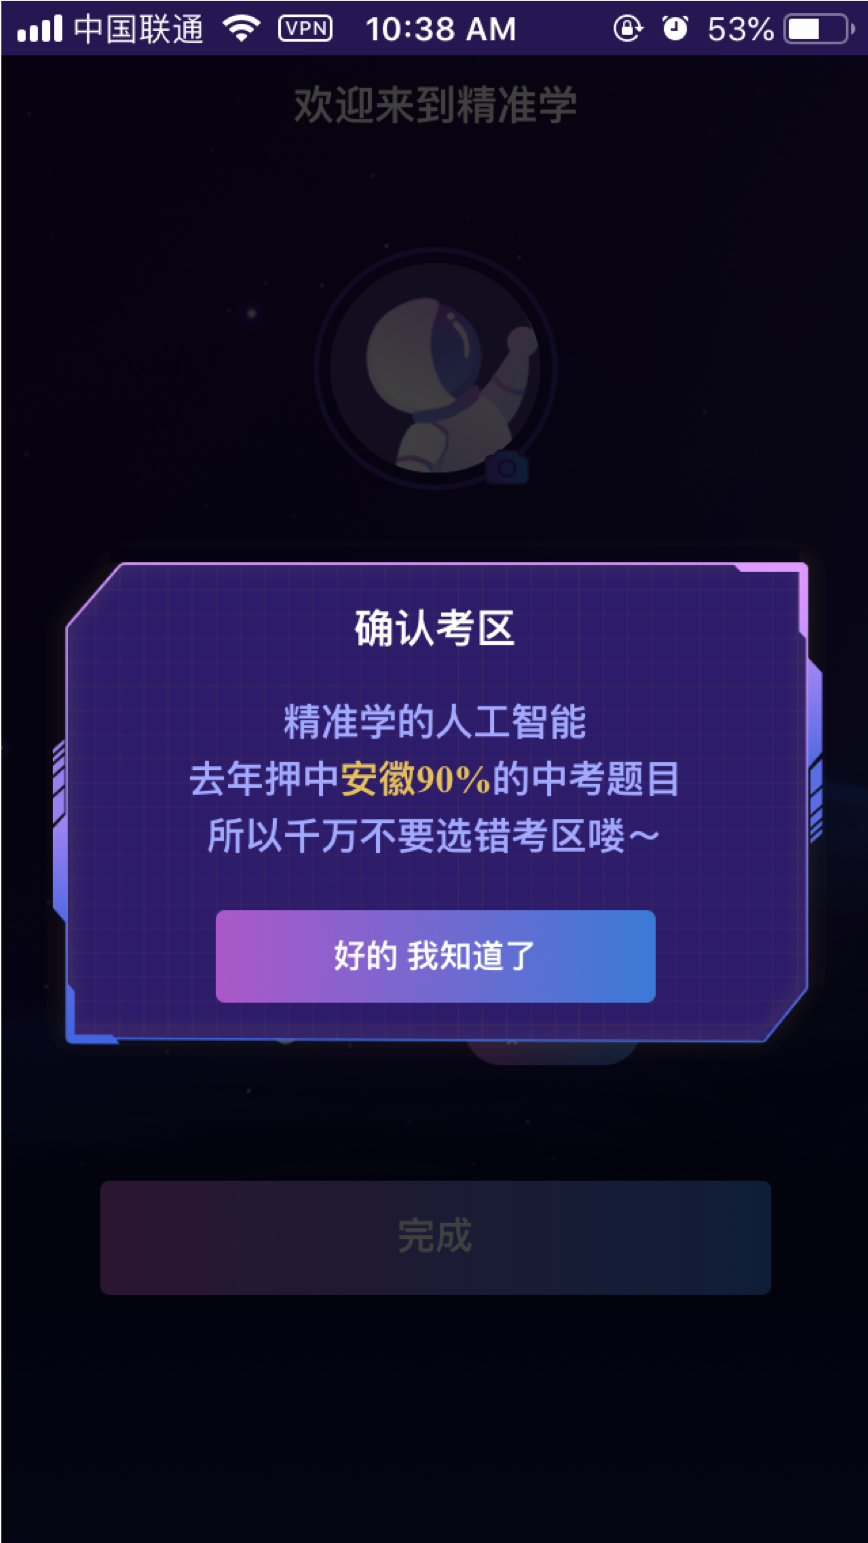 中国联通 VPN 10:38 AM 53%
欢迎来到精准学
确认考区
精准学的人工智能
去年押中安徽90%的中考题目
所以千万不要选错考区喽~
好的 我知道了
完成